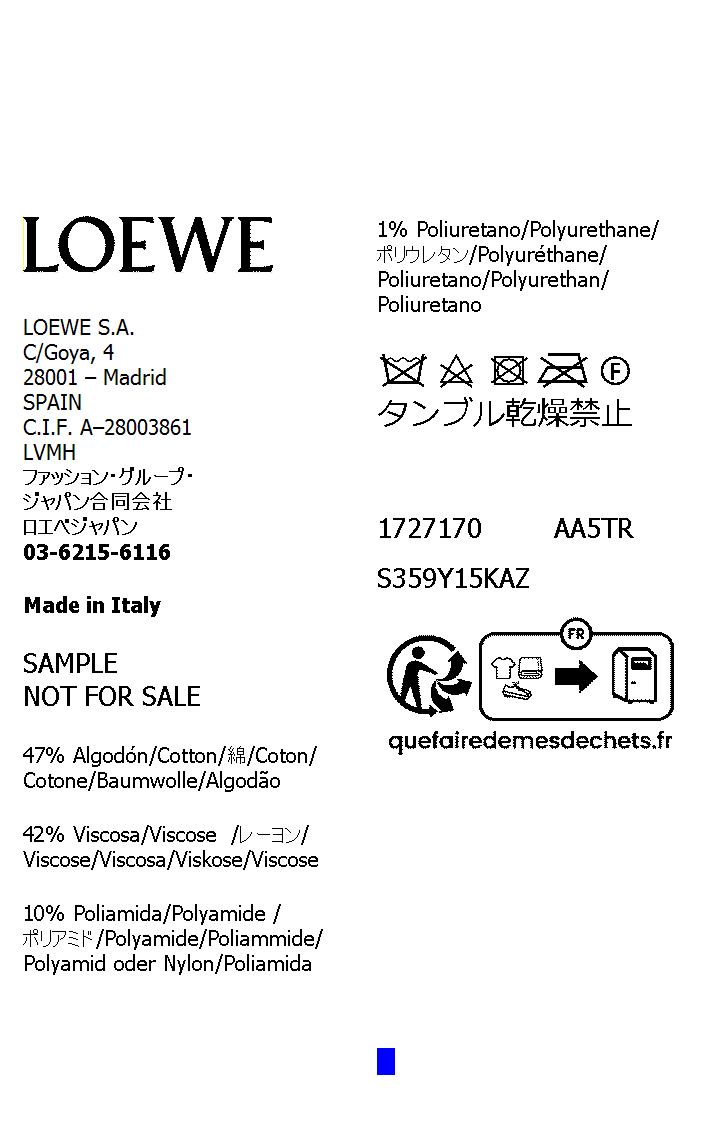 LOEWE
LOEWE S.A.
C/Goya, 4
28001 – Madrid
SPAIN
C.I.F. A–28003861
LVMH
ファッション・グループ・
ジャパン合同会社
ロエベジャパン
03-6215-6116
Made in Italy
SAMPLE
NOT FOR SALE
47% Algodón/Cotton/綿/Coton/
Cotone/Baumwolle/Algodão
42% Viscosa/Viscose /レーヨン/
Viscose/Viscosa/Viskose/Viscose
10% Poliamida/Polyamide /
ポリアミド/Polyamide/Poliammide/
Polyamid oder Nylon/Poliamida
1% Poliuretano/Polyurethane/
ポリウレタン/Polyuréthane/
Poliuretano/Polyurethan/
Poliuretano
F
タンブル乾燥禁止
1727170 AA5TR
S359Y15KAZ
FR
quefairedemesdechets.fr